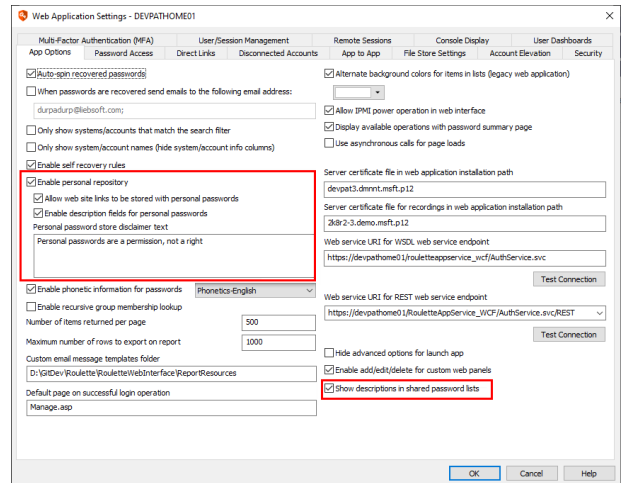 Web Application Settings - DEVPATHOME01
Multi-Factor Authentication (MFA)
User/Session Management
Remote Sessions
Console Display
User Dashboards
App Options
Password Access
Direct Links
Disconnected Accounts
App to App
File Store Settings
Account Elevation
Security
Auto-spin recovered passwords
When passwords are recovered send emails to the following email address:
durpadurp@liebsoft.com;
Only show systems/accounts that match the search filter
Only show system/account names (hide system/account info columns)
Enable self recovery rules
Enable personal repository
Allow web site links to be stored with personal passwords
Enable description fields for personal passwords
Personal password store disclaimer text
Personal passwords are a permission, not a right
Enable phonetic information for passwords
Phonetics-English
Enable recursive group membership lookup
Number of items returned per page
500
Maximum number of rows to export on report
1000
Custom email message templates folder
D:\GitDev\Roulette\RouletteWebInterface\ReportResources
Default page on successful login operation
Manage.asp
Alternate background colors for items in lists (legacy web application)
Allow IPMI power operation in web interface
Display available operations with password summary page
Use asynchronous calls for page loads
Server certificate file in web application installation path
devpat3.dmnnt.msft.p12
Server certificate file for recordings in web application installation path
2k8r2-3.demo.msft.p12
Web service URI for WSDL web service endpoint
https://devpathome01/rouletteappservice_wcf/AuthService.svc
Test Connection
Web service URI for REST web service endpoint
https://devpathome01/RouletteAppService_WCF/AuthService.svc/REST
Test Connection
Hide advanced options for launch app
Enable add/edit/delete for custom web panels
Show descriptions in shared password lists
OK
Cancel
Help